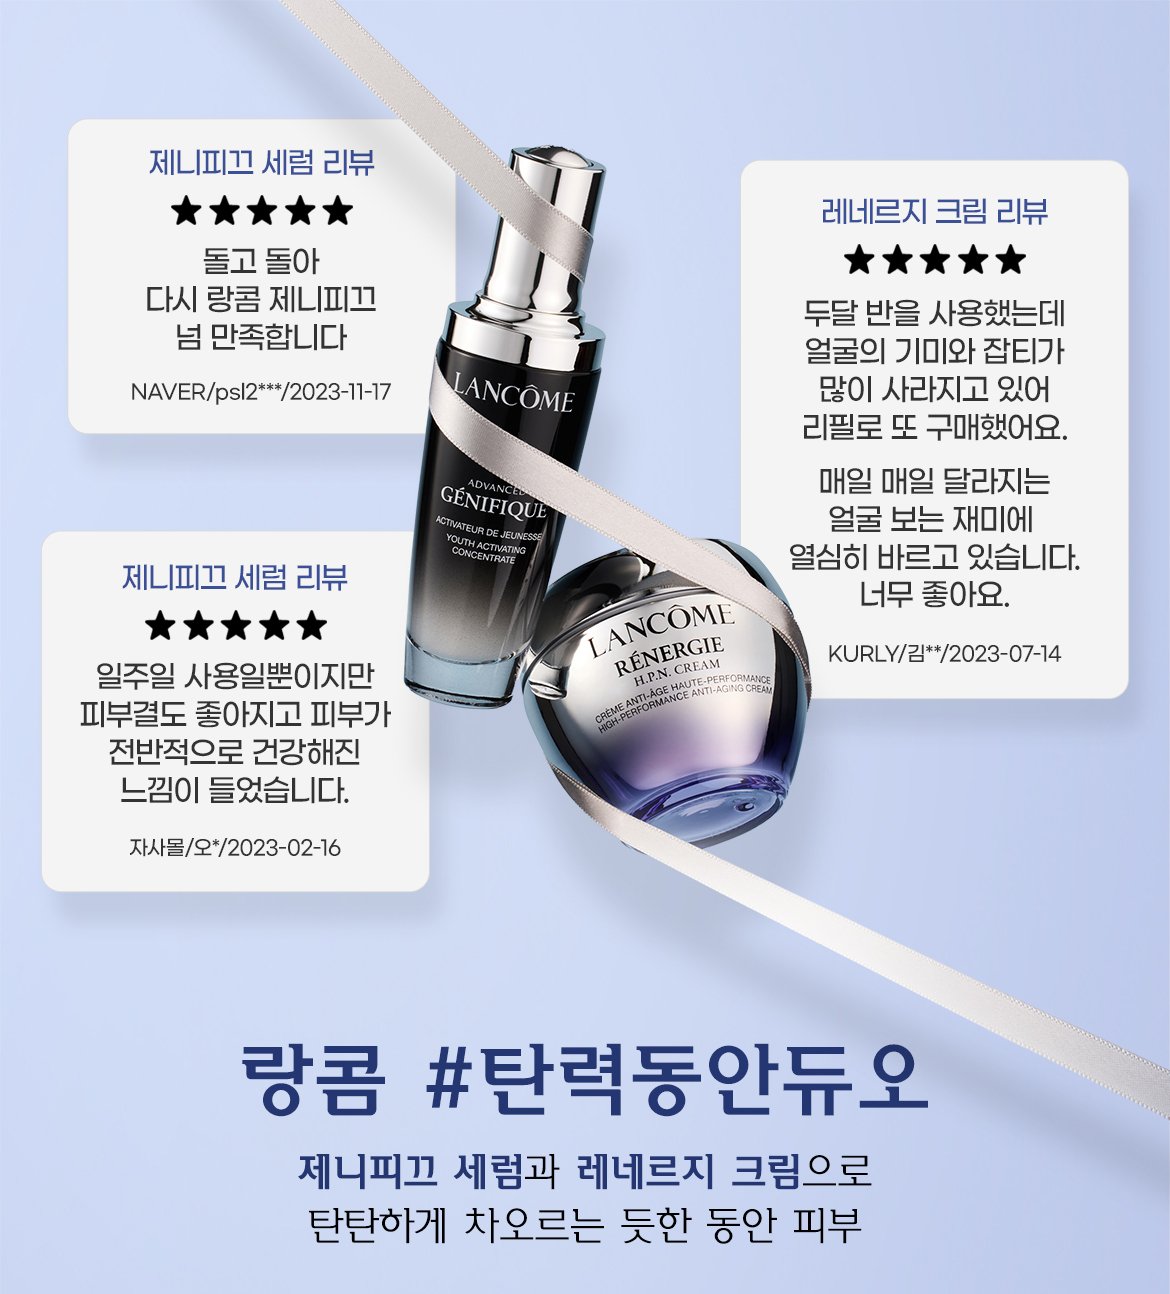 제니피끄 세럼 리뷰
★★★★★
돌고 돌아
다시 랑콤 제니피끄
넘 만족합니다
NAVER/psl2***/2023-11-17
제니피끄 세럼 리뷰
★★★★★
일주일 사용일뿐이지만
피부결도 좋아지고 피부가
전반적으로 건강해진
느낌이 들었습니다.
자사몰/오*/2023-02-16
LANCÔME
ADVANCED
GÉNIFIQUE
ACTIVATEUR DE JEUNESSE
YOUTH ACTIVATING
CONCENTRATE
LANCÔME
RÉNERGIE
H.P.N. CREAM
CRÈME ANTI-ÂGE HAUTE-PERFORMANCE
HIGH-PERFORMANCE ANTI-AGING CREAM
레네르지 크림 리뷰
★★★★★
두달 반을 사용했는데
얼굴의 기미와 잡티가
많이 사라지고 있어
리필로 또 구매했어요.
매일 매일 달라지는
얼굴 보는 재미에
열심히 바르고 있습니다.
너무 좋아요.
KURLY/김**/2023-07-14
랑콤 #탄력동안듀오
제니피끄 세럼과 레네르지 크림으로
탄탄하게 차오르는 듯한 동안 피부